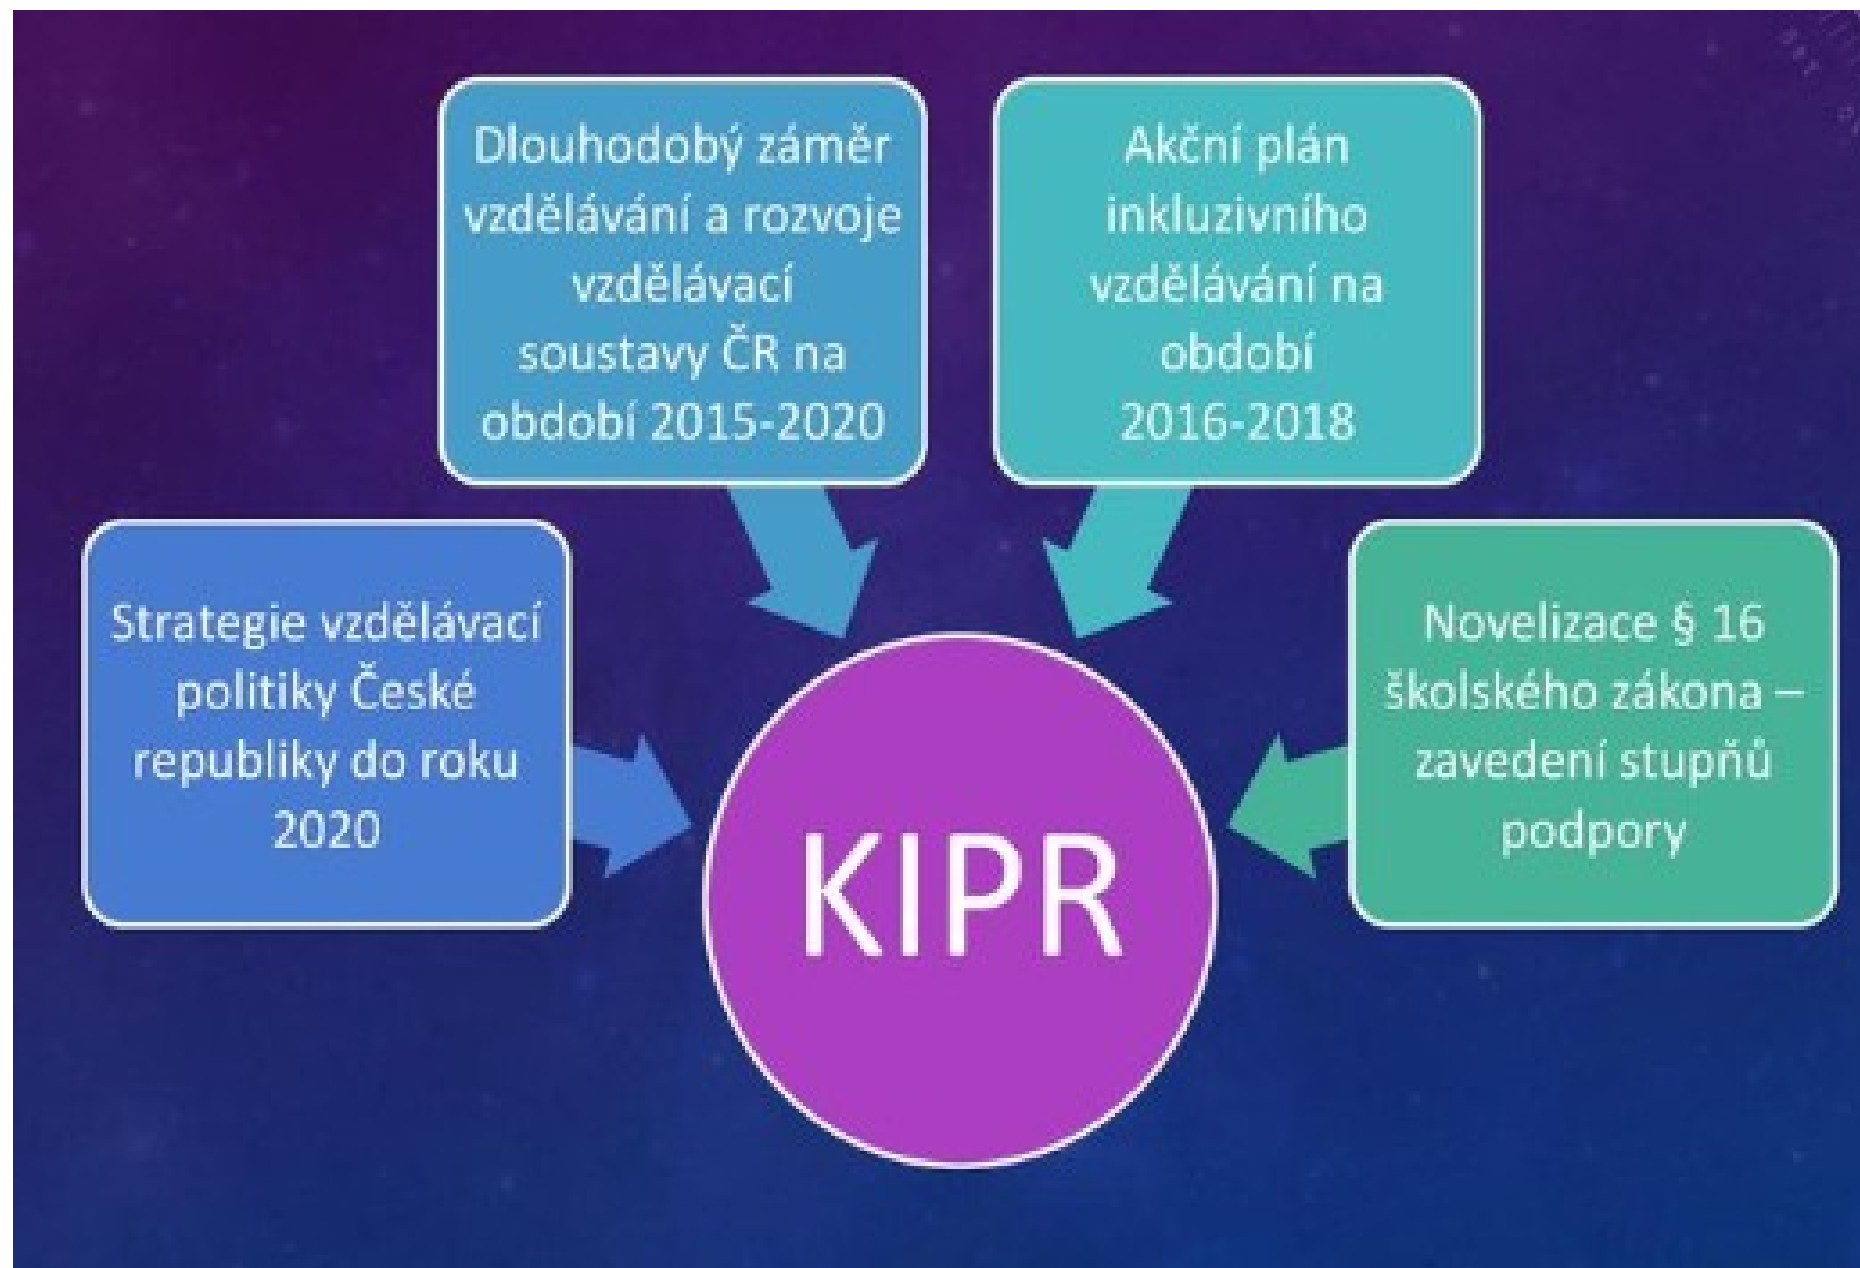 Dlouhodobý záměr
vzdělávání a rozvoje
vzdělávací
soustavy ČR na
období 2015-2020
Akční plán
inkluzivního
vzdělávání na
období
2016-2018
Strategie vzdělávací
politiky České
republiky do roku
2020
Novelizace § 16
školského zákona –
zavedení stupňů
podpory
KIPR